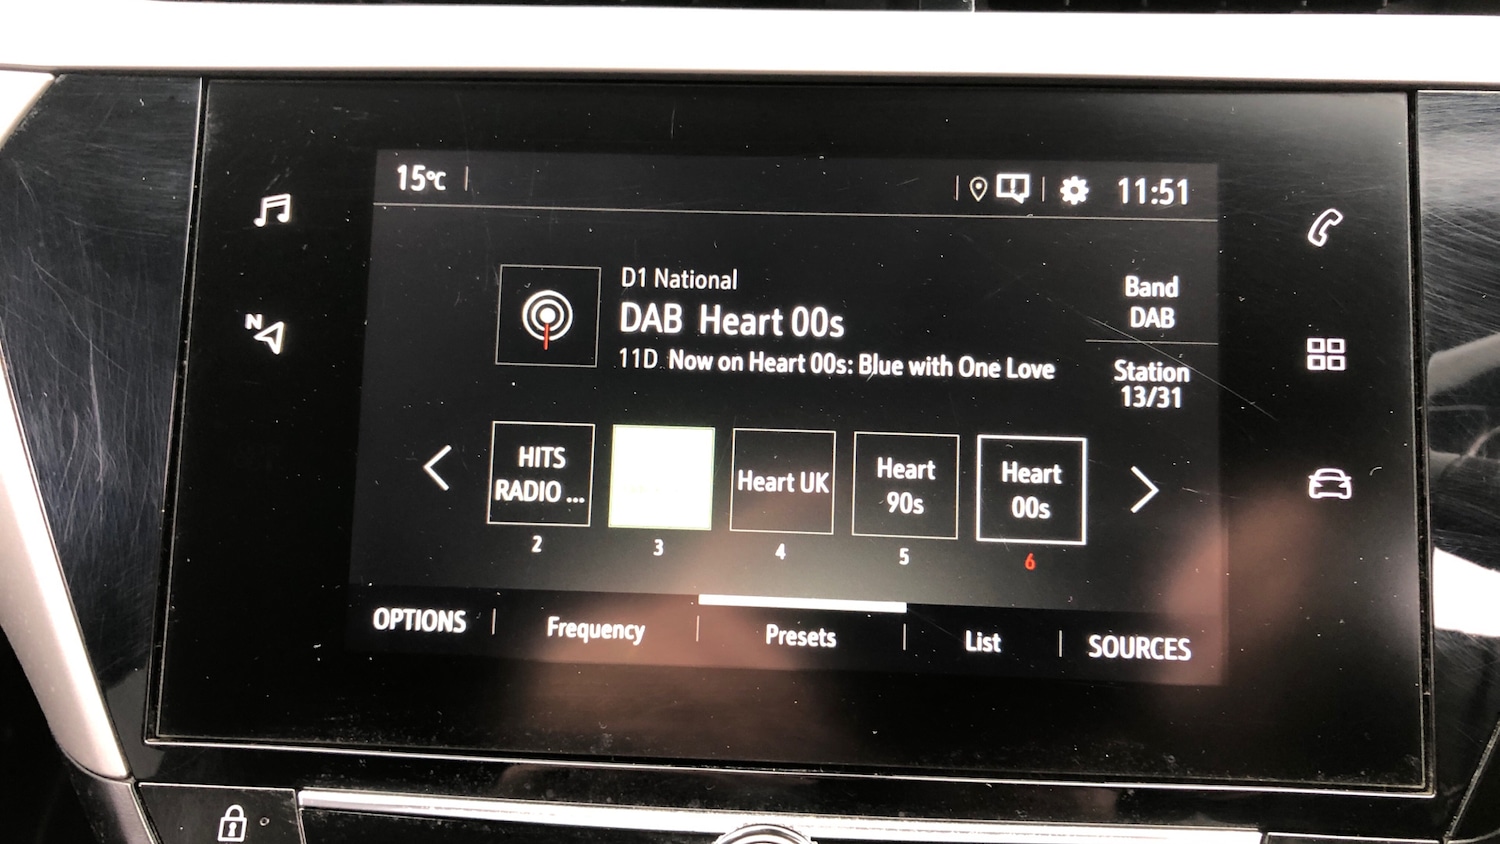 15°C
11:51
N
D1 National
DAB Heart 00s
11D Now on Heart 00s: Blue with One Love
Band
DAB
Station
13/31
HITS
RADIO ...
Heart UK
Heart
90s
Heart
00s
2
3
4
5
6
OPTIONS
Frequency
Presets
List
SOURCES